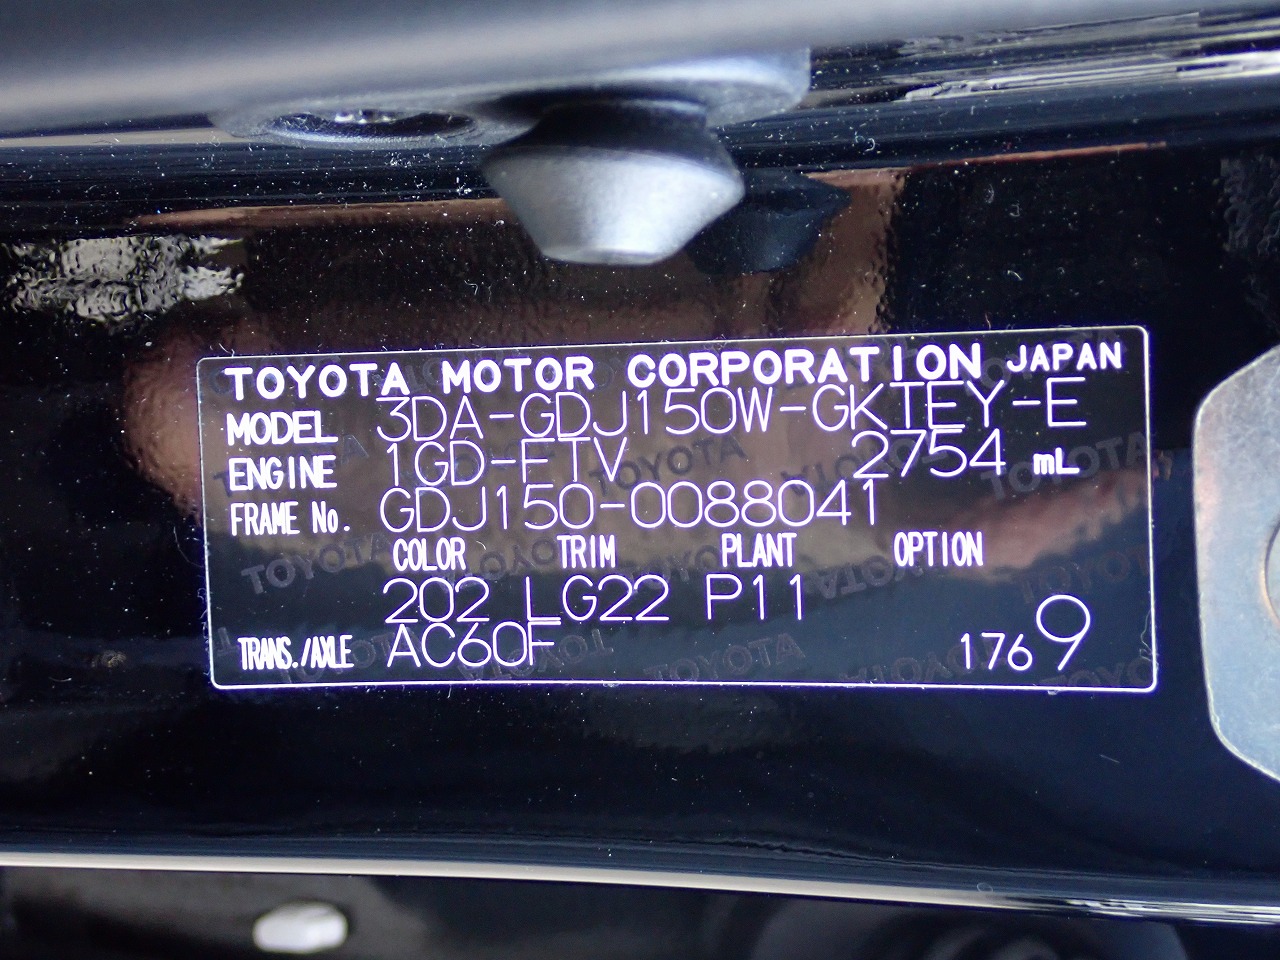 TOYOTA MOTOR CORPORATION JAPAN
MODEL 3DA-GDJ150W-GKTEY-E
ENGINE 1GD-FTV 2754 mL
FRAME No. GDJ150-0088041
COLOR TRIM PLANT OPTION
202 LG22 P11
TRANS./AXLE AC60F 1769